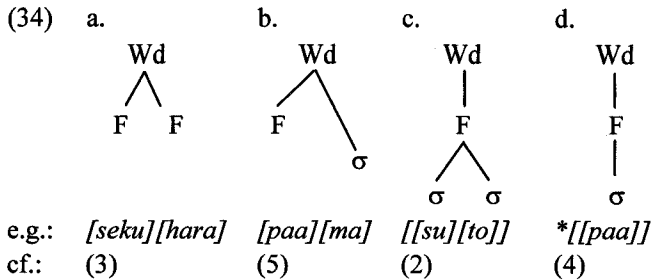 (34) a. b. c. d.
Wd Wd Wd Wd
F F F F F
σ
σ σ σ
e.g.: [seku][hara] [paa][ma] [[su][to]] *[[paa]]
cf.: (3) (5) (2) (4)